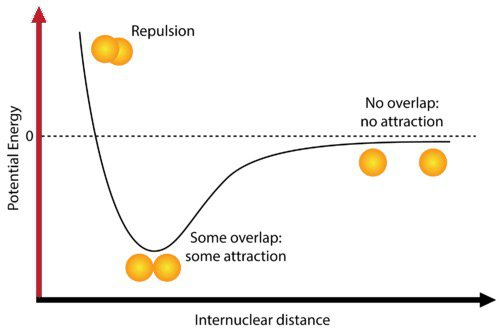 Repulsion
No overlap:
no attraction
0
Potential Energy
Some overlap:
some attraction
Internuclear distance